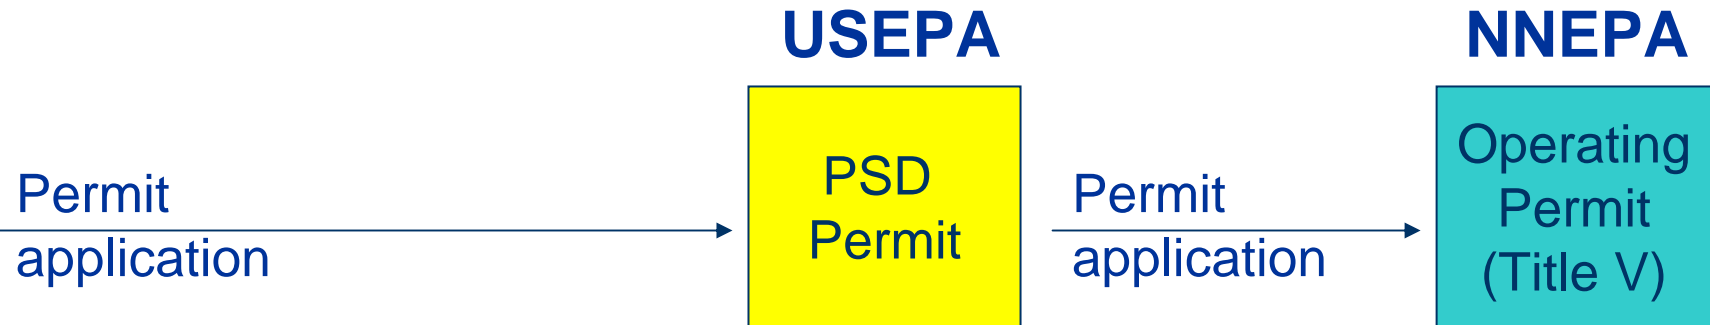 USEPA
NNEPA
Permit
application
PSD
Permit
Permit
application
Operating
Permit
(Title V)